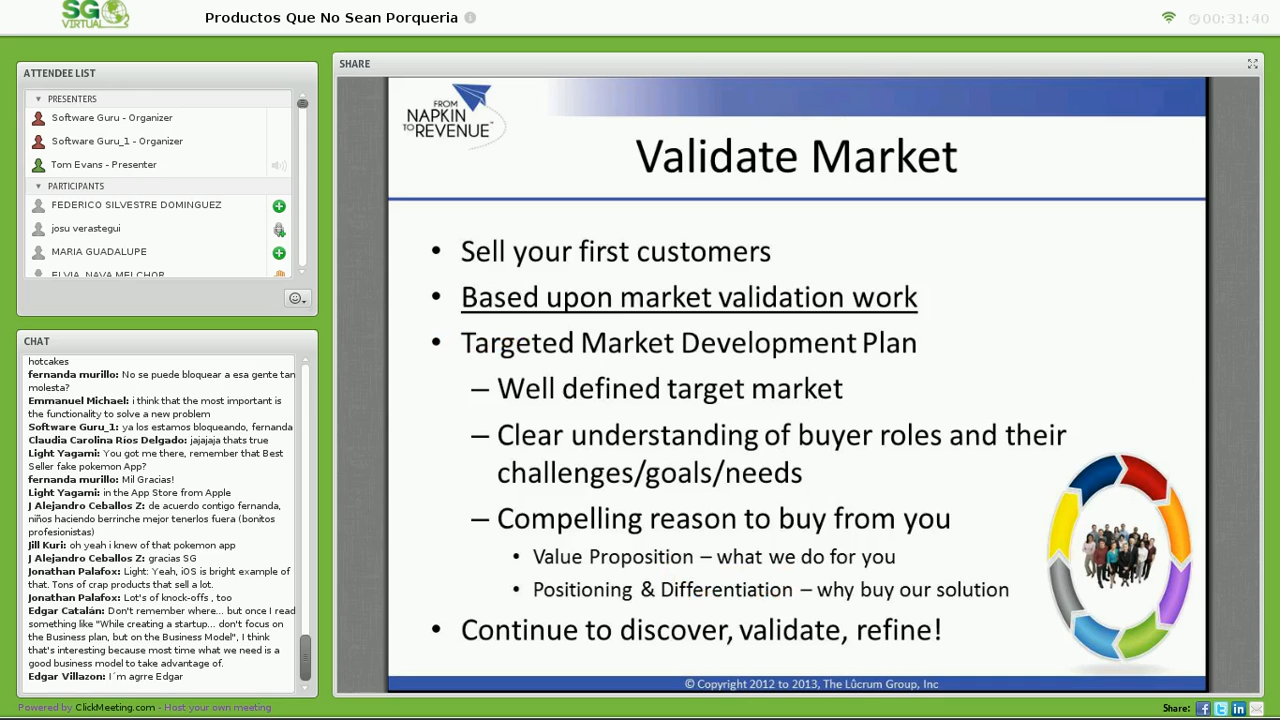 SG
VIRTUAL
Productos Que No Sean Porqueria
00:31:40
ATTENDEE LIST
PRESENTERS
Software Guru - Organizer
Software Guru_1 - Organizer
Tom Evans - Presenter
PARTICIPANTS
FEDERICO SILVESTRE DOMINGUEZ
josu verastegui
MARIA GUADALUPE
ELVIA NAVA MELCHOR
CHAT
hotcakes
fernanda murillo: No se puede bloquear a esa gente tan
molesta?
Emmanuel Michael: i think that the most important is
the functionality to solve a new problem
Software Guru_1: ya los estamos bloqueando, fernanda
Claudia Carolina Ríos Delgado: jajajaja thats true
Light Yagami: You got me there, remember that Best
Seller fake pokemon App?
fernanda murillo: Mil Gracias!
Light Yagami: in the App Store from Apple
J Alejandro Ceballos Z: de acuerdo contigo fernanda,
niños haciendo berrinche mejor tenerlos fuera (bonitos
profesionistas)
Jill Kuri: oh yeah i knew of that pokemon app
J Alejandro Ceballos Z: gracias SG
Jonathan Palafox: Light: Yeah, iOS is bright example of
that. Tons of crap products that sell a lot.
Jonathan Palafox: Lot's of knock-offs , too
Edgar Catalán: Don't remember where... but once I read
something like "While creating a startup... don't focus on
the Business plan, but on the Business Model", I think
that's interesting because most time what we need is a
good business model to take advantage of.
Edgar Villazon: I´m agrre Edgar
SHARE
FROM
NAPKIN
TO REVENUE™
Validate Market
• Sell your first customers
• Based upon market validation work
• Targeted Market Development Plan
– Well defined target market
– Clear understanding of buyer roles and their
challenges/goals/needs
– Compelling reason to buy from you
• Value Proposition – what we do for you
• Positioning & Differentiation – why buy our solution
• Continue to discover, validate, refine!
© Copyright 2012 to 2013, The Lûcrum Group, Inc
Powered by ClickMeeting.com - Host your own meeting
Share: